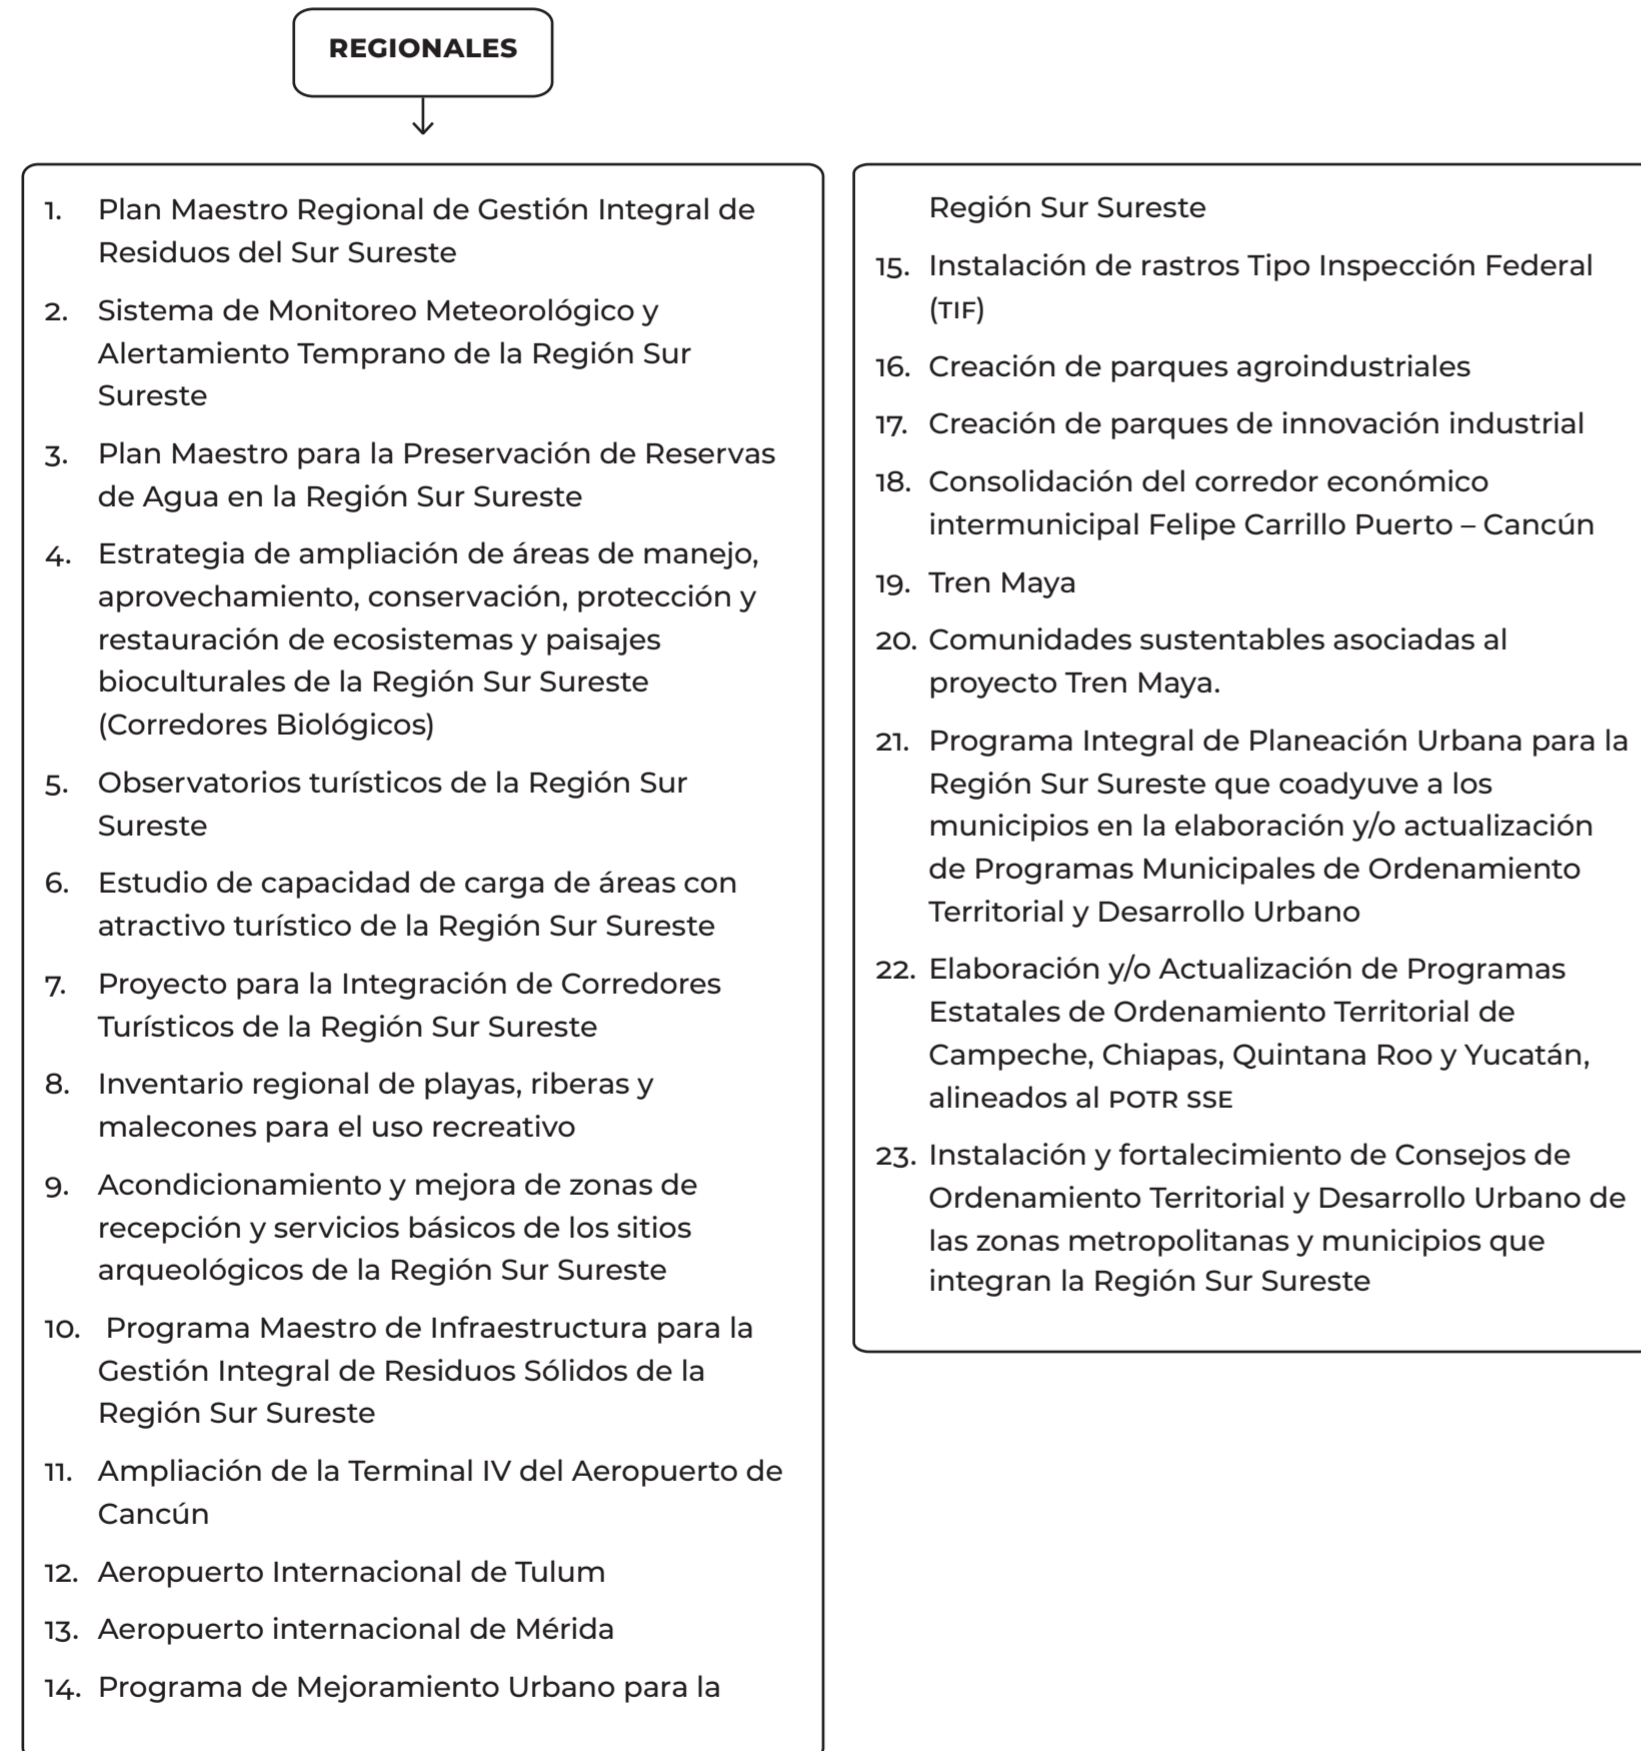 REGIONALES
1. Plan Maestro Regional de Gestión Integral de
Residuos del Sur Sureste
2. Sistema de Monitoreo Meteorológico y
Alertamiento Temprano de la Región Sur
Sureste
3. Plan Maestro para la Preservación de Reservas
de Agua en la Región Sur Sureste
4. Estrategia de ampliación de áreas de manejo,
aprovechamiento, conservación, protección y
restauración de ecosistemas y paisajes
bioculturales de la Región Sur Sureste
(Corredores Biológicos)
5. Observatorios turísticos de la Región Sur
Sureste
6. Estudio de capacidad de carga de áreas con
atractivo turístico de la Región Sur Sureste
7. Proyecto para la Integración de Corredores
Turísticos de la Región Sur Sureste
8. Inventario regional de playas, riberas y
malecones para el uso recreativo
9. Acondicionamiento y mejora de zonas de
recepción y servicios básicos de los sitios
arqueológicos de la Región Sur Sureste
10. Programa Maestro de Infraestructura para la
Gestión Integral de Residuos Sólidos de la
Región Sur Sureste
11. Ampliación de la Terminal IV del Aeropuerto de
Cancún
12. Aeropuerto Internacional de Tulum
13. Aeropuerto internacional de Mérida
14. Programa de Mejoramiento Urbano para la
Región Sur Sureste
15. Instalación de rastros Tipo Inspección Federal
(TIF)
16. Creación de parques agroindustriales
17. Creación de parques de innovación industrial
18. Consolidación del corredor económico
intermunicipal Felipe Carrillo Puerto – Cancún
19. Tren Maya
20. Comunidades sustentables asociadas al
proyecto Tren Maya.
21. Programa Integral de Planeación Urbana para la
Región Sur Sureste que coadyuve a los
municipios en la elaboración y/o actualización
de Programas Municipales de Ordenamiento
Territorial y Desarrollo Urbano
22. Elaboración y/o Actualización de Programas
Estatales de Ordenamiento Territorial de
Campeche, Chiapas, Quintana Roo y Yucatán,
alineados al POTR SSE
23. Instalación y fortalecimiento de Consejos de
Ordenamiento Territorial y Desarrollo Urbano de
las zonas metropolitanas y municipios que
integran la Región Sur Sureste